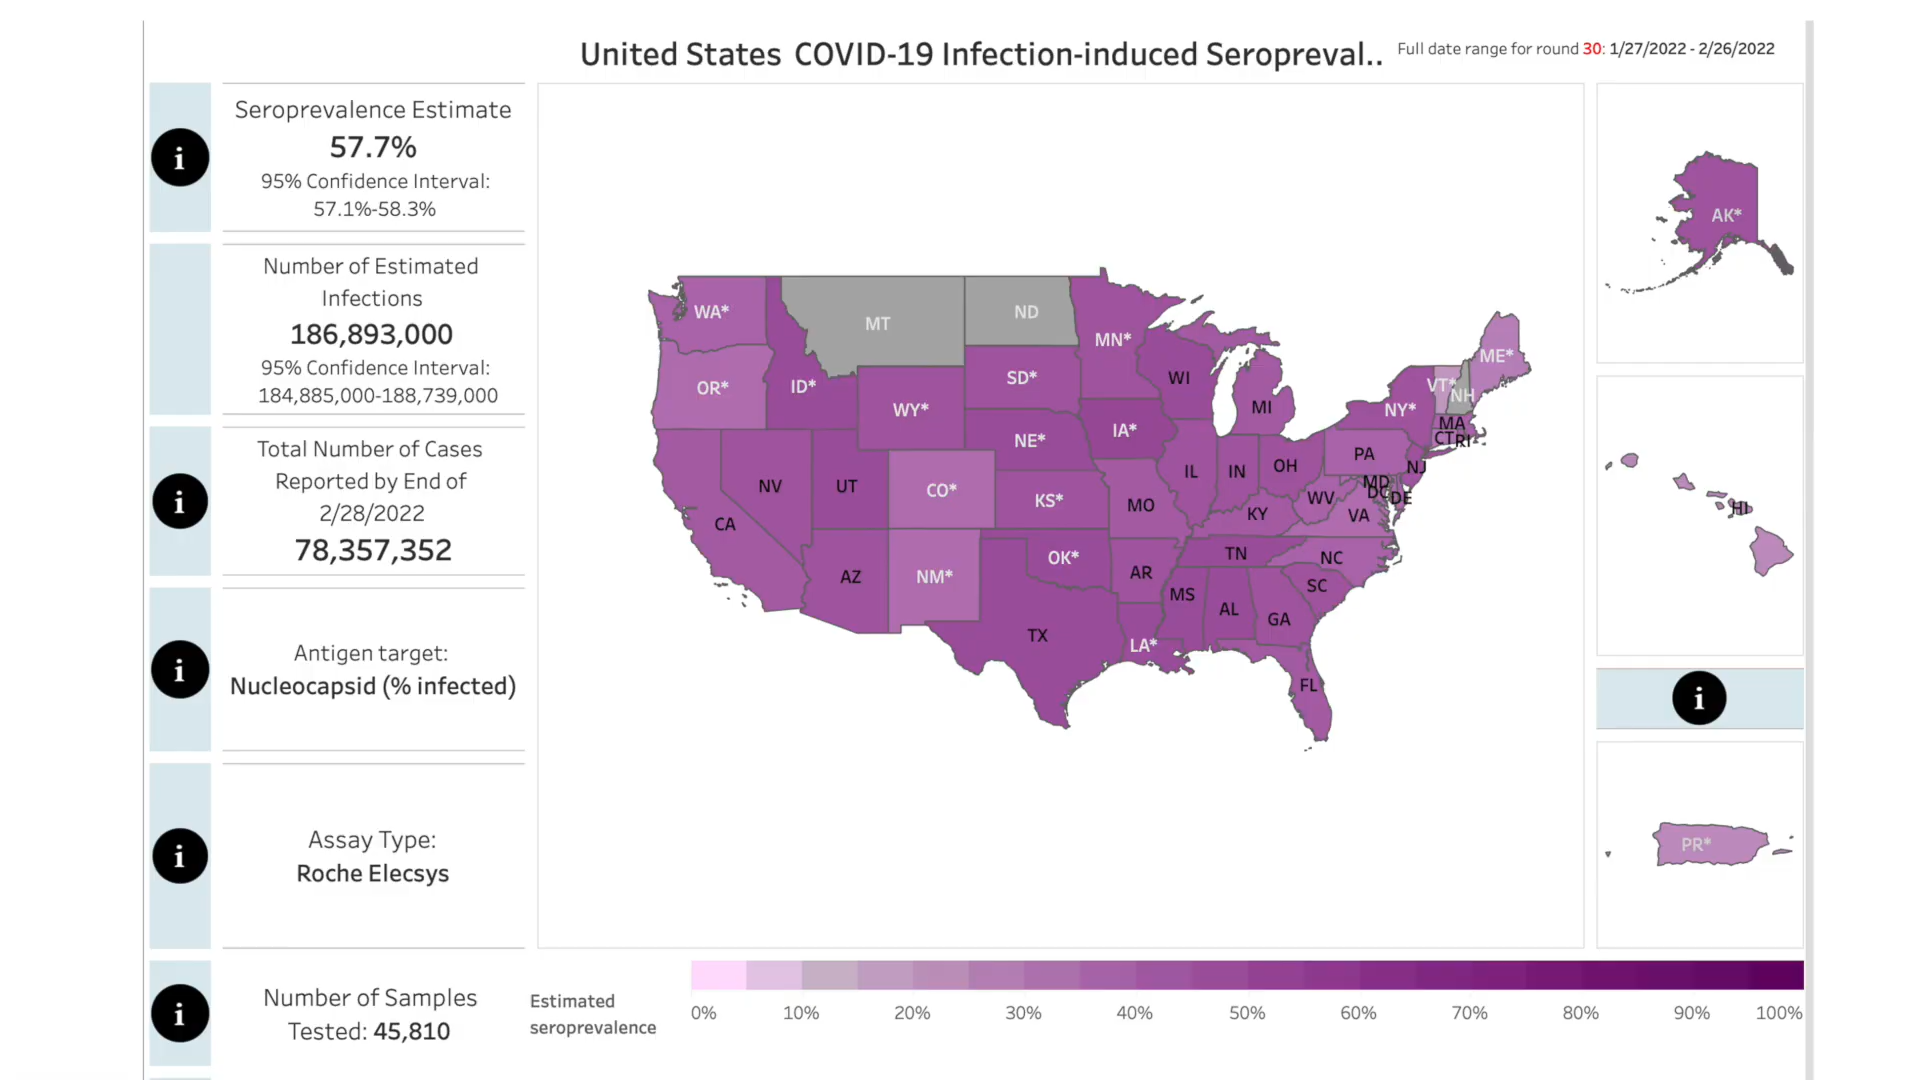 United States COVID-19 Infection-induced Seropreval..
Full date range for round 30: 1/27/2022 - 2/26/2022
i
Seroprevalence Estimate
57.7%
95% Confidence Interval:
57.1%-58.3%
Number of Estimated
Infections
186,893,000
95% Confidence Interval:
184,885,000-188,739,000
i
Total Number of Cases
Reported by End of
2/28/2022
78,357,352
i
Antigen target:
Nucleocapsid (% infected)
i
Assay Type:
Roche Elecsys
i
Number of Samples
Tested: 45,810
WA*
MT
ND
MN*
ME*
OR*
ID*
SD*
WI
VT*
NH
WY*
MI
NY*
MA
NE*
IA*
CT
RI
PA
NJ
NV
UT
CO*
KS*
IL
IN
OH
MD
DC
DE
CA
MO
WV
KY
VA
AZ
NM*
OK*
AR
TN
NC
MS
AL
GA
SC
TX
LA*
FL
AK*
HI
i
PR*
Estimated
seroprevalence
0% 10% 20% 30% 40% 50% 60% 70% 80% 90% 100%